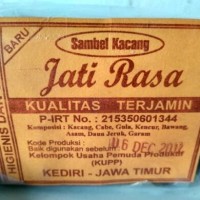 BARU
Sambel Kacang
Jati Rasa
KUALITAS TERJAMIN
P-IRT No. : 215350601344
Komposisi : Kacang, Cabe, Gula, Kencur, Bawang,
Asam, Daun Jeruk, Garam
Kode Produksi :
Baik digunakan sebelum : 16 DEC 2011
Kelompok Usaha Pemuda Produktif
(KUPP)
KEDIRI - JAWA TIMUR
HIGIENIS DAN